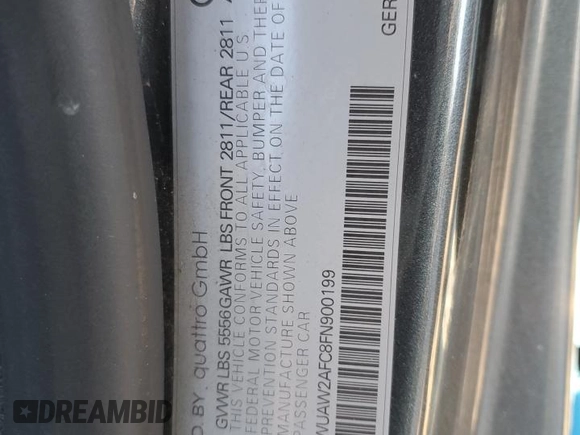 D. BY: quattro GmbH
GVWR LBS 5556GAWR LBS FRONT 2811/REAR 2811
THIS VEHICLE CONFORMS TO ALL APPLICABLE U S
FEDERAL MOTOR VEHICLE SAFETY, BUMPER AND THEF
PREVENTION STANDARDS IN EFFECT ON THE DATE OF
MANUFACTURE SHOWN ABOVE
PASSENGER CAR
WUAW2AFC8FN900199
GER
DREAMBID